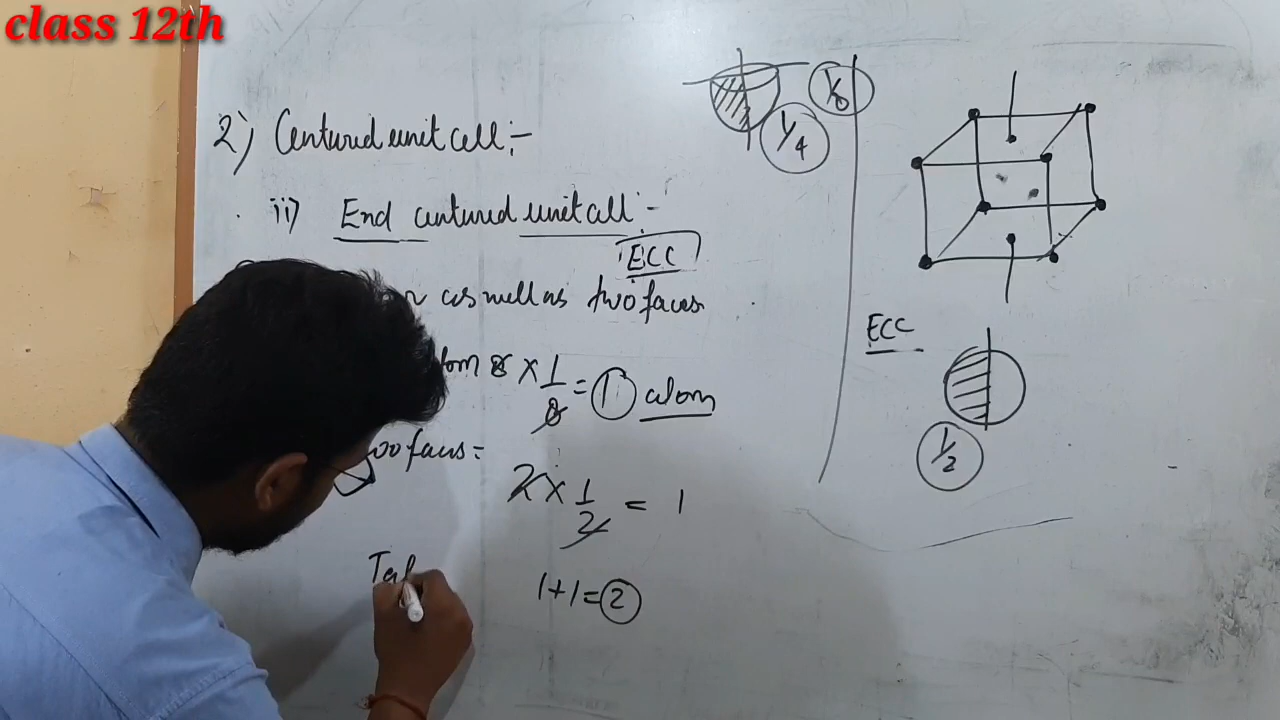 class 12th
2) Centured unit cell :-
ii) End centured unit cell :-
ECC
as well as two faces
8 × 1/8 = 1 atom
faces =
2 × 1/2 = 1
1+1=2
1/4
1/8
ECC
1/2